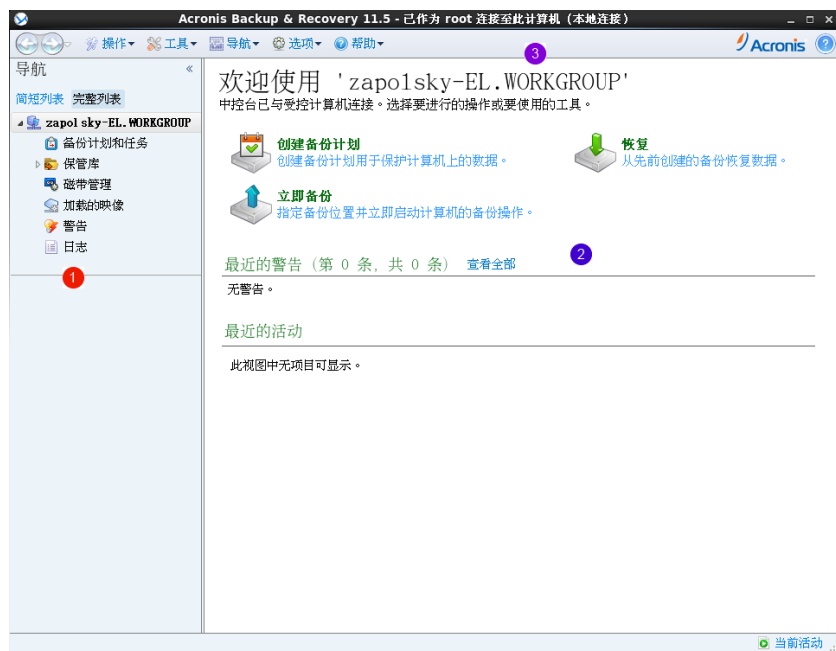 Acronis Backup & Recovery 11.5 - 已作为 root 连接至此计算机（本地连接）
操作 工具 导航 选项 帮助 3 Acronis ?
导航 «
简短列表 完整列表
zapol sky-EL.WORKGROUP
备份计划和任务
保管库
磁带管理
加载的映像
警告
日志
1
欢迎使用 'zapolsky-EL.WORKGROUP'
中控台已与受控计算机连接。选择要进行的操作或要使用的工具。
创建备份计划
创建备份计划用于保护计算机上的数据。
恢复
从先前创建的备份恢复数据。
立即备份
指定备份位置并立即启动计算机的备份操作。
最近的警告（第 0 条, 共 0 条） 查看全部 2
无警告。
最近的活动
此视图中无项目可显示。
当前活动